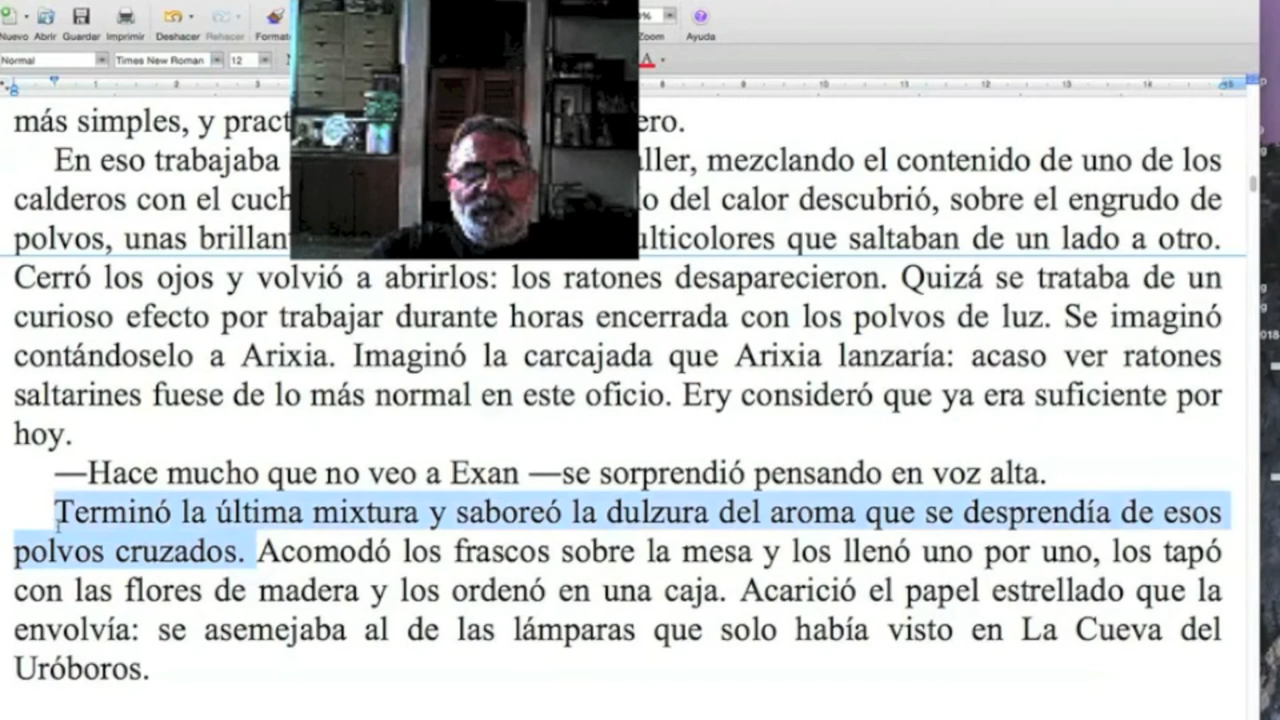 Nuevo Abrir Guardar Imprimir Deshacer Rehacer Format Zoom Ayuda
Normal Times New Roman 12
más simples, y pract ero.
En eso trabajaba ller, mezclando el contenido de uno de los
calderos con el cuch o del calor descubrió, sobre el engrudo de
polvos, unas brillan ulticolores que saltaban de un lado a otro.
Cerró los ojos y volvió a abrirlos: los ratones desaparecieron. Quizá se trataba de un
curioso efecto por trabajar durante horas encerrada con los polvos de luz. Se imaginó
contándoselo a Arixia. Imaginó la carcajada que Arixia lanzaría: acaso ver ratones
saltarines fuese de lo más normal en este oficio. Ery consideró que ya era suficiente por
hoy.
—Hace mucho que no veo a Exan —se sorprendió pensando en voz alta.
Terminó la última mixtura y saboreó la dulzura del aroma que se desprendía de esos
polvos cruzados. Acomodó los frascos sobre la mesa y los llenó uno por uno, los tapó
con las flores de madera y los ordenó en una caja. Acarició el papel estrellado que la
envolvía: se asemejaba al de las lámparas que solo había visto en La Cueva del
Uróboros.